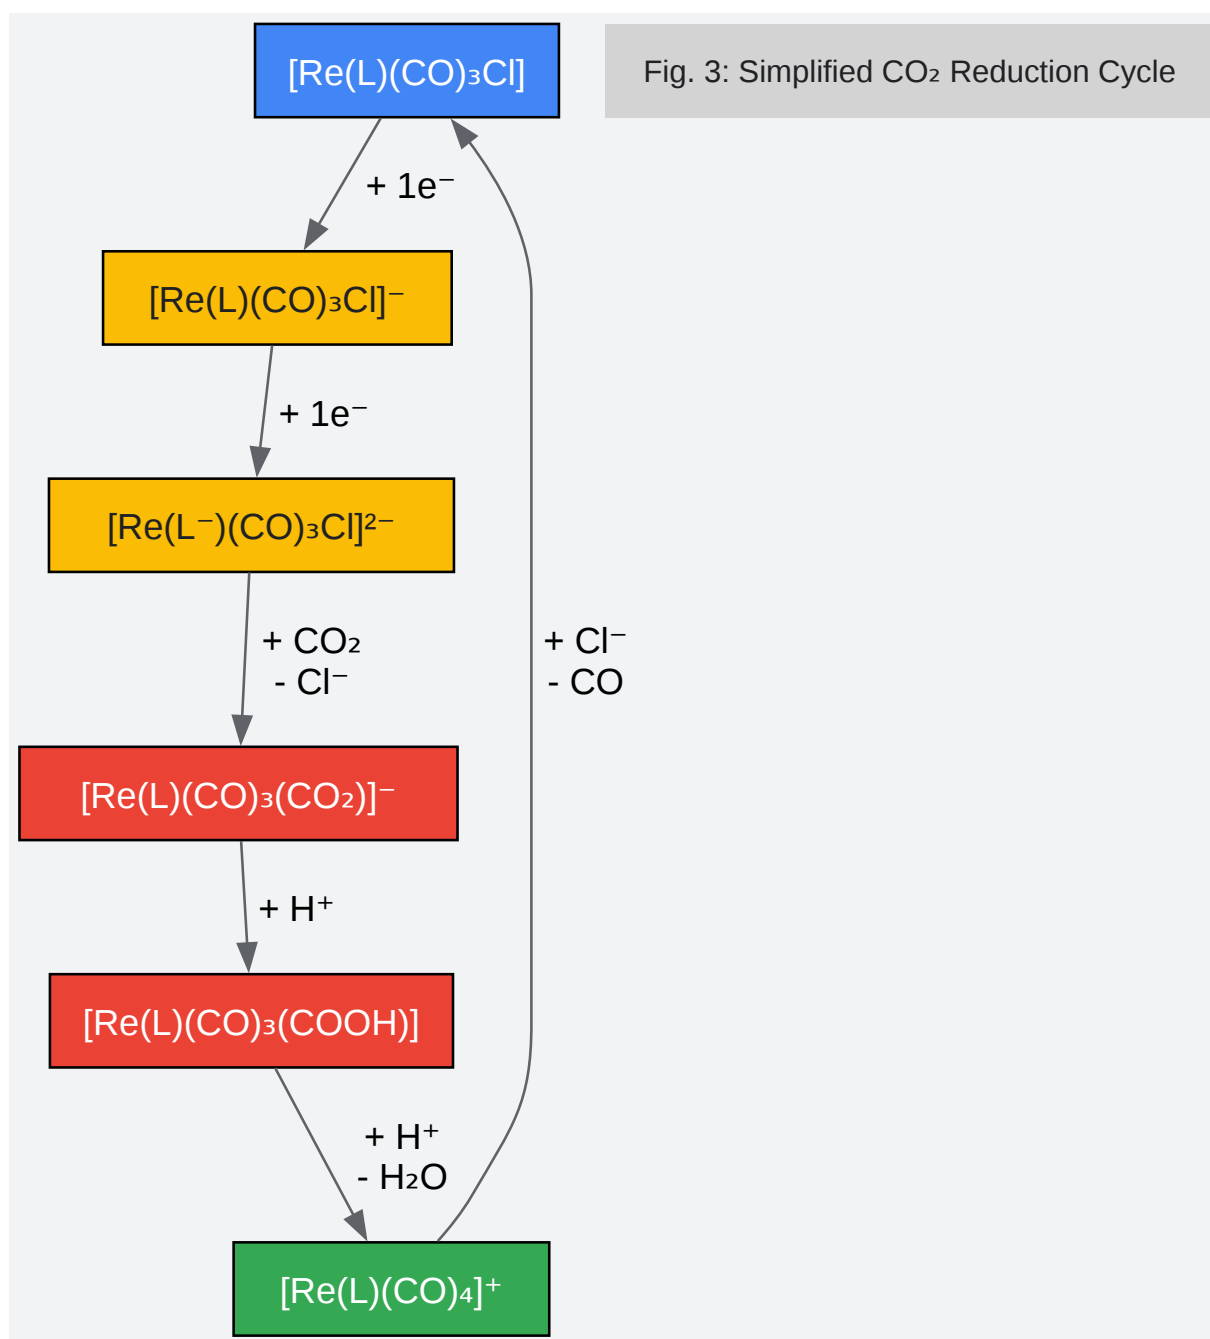 [Re(L)(CO)₃Cl]
Fig. 3: Simplified CO₂ Reduction Cycle
+ 1e⁻
[Re(L)(CO)₃Cl]⁻
+ 1e⁻
[Re(L⁻)(CO)₃Cl]²⁻
+ CO₂
- Cl⁻
+ Cl⁻
- CO
[Re(L)(CO)₃(CO₂)]⁻
+ H⁺
[Re(L)(CO)₃(COOH)]
+ H⁺
- H₂O
[Re(L)(CO)₄]⁺